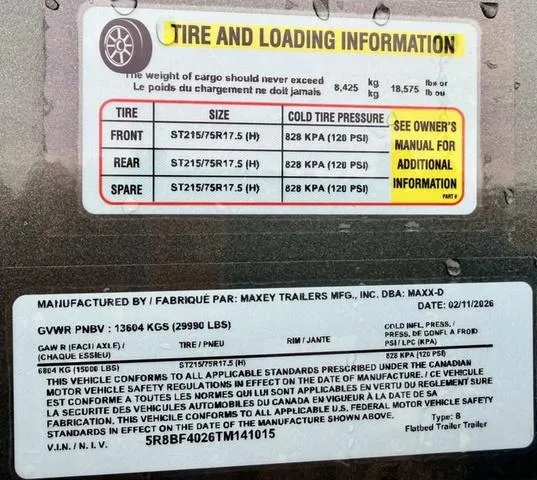 TIRE AND LOADING INFORMATION
The weight of cargo should never exceed kg lbs or
Le poids du chargement ne doit jamais 8,425 kg 18,575 lb ou
TIRE SIZE COLD TIRE PRESSURE SEE OWNER'S
FRONT ST215/75R17.5 (H) 828 KPA (120 PSI) MANUAL FOR
REAR ST215/75R17.5 (H) 828 KPA (120 PSI) ADDITIONAL
SPARE ST215/75R17.5 (H) 828 KPA (120 PSI) INFORMATION
PART #
MANUFACTURED BY / FABRIQUÉ PAR: MAXEY TRAILERS MFG., INC. DBA: MAXX-D
DATE: 02/11/2026
GVWR PNBV : 13604 KGS (29990 LBS)
GAW R (EACH AXLE) / TIRE / PNEU RIM / JANTE COLD INFL. PRESS. /
(CHAQUE ESSIEU) PRESS. DE GONFL A FROID
PSI / LPC (KPA)
6804 KG (15000 LBS) ST215/75R17.5 (H) 828 KPA (120 PSI)
THIS VEHICLE CONFORMS TO ALL APPLICABLE STANDARDS PRESCRIBED UNDER THE CANADIAN
MOTOR VEHICLE SAFETY REGULATIONS IN EFFECT ON THE DATE OF MANUFACTURE. / CE VEHICULE
EST CONFORME A TOUTES LES NORMES QUI LUI SONT APPLICABLES EN VERTU DU REGLEMENT SURE
LA SECURITE DES VEHICULES AUTOMOBILES DU CANADA EN VIGUEUR À LA DATE DE SA
FABRICATION. THIS VEHICLE CONFORMS TO ALL APPLICABLE U.S. FEDERAL MOTOR VEHICLE SAFETY
STANDARDS IN EFFECT ON THE DATE OF THE MANUFACTURE SHOWN ABOVE. Type: B
V.I.N. / N.I.V. 5R8BF4026TM141015 Flatbed Trailer Trailer